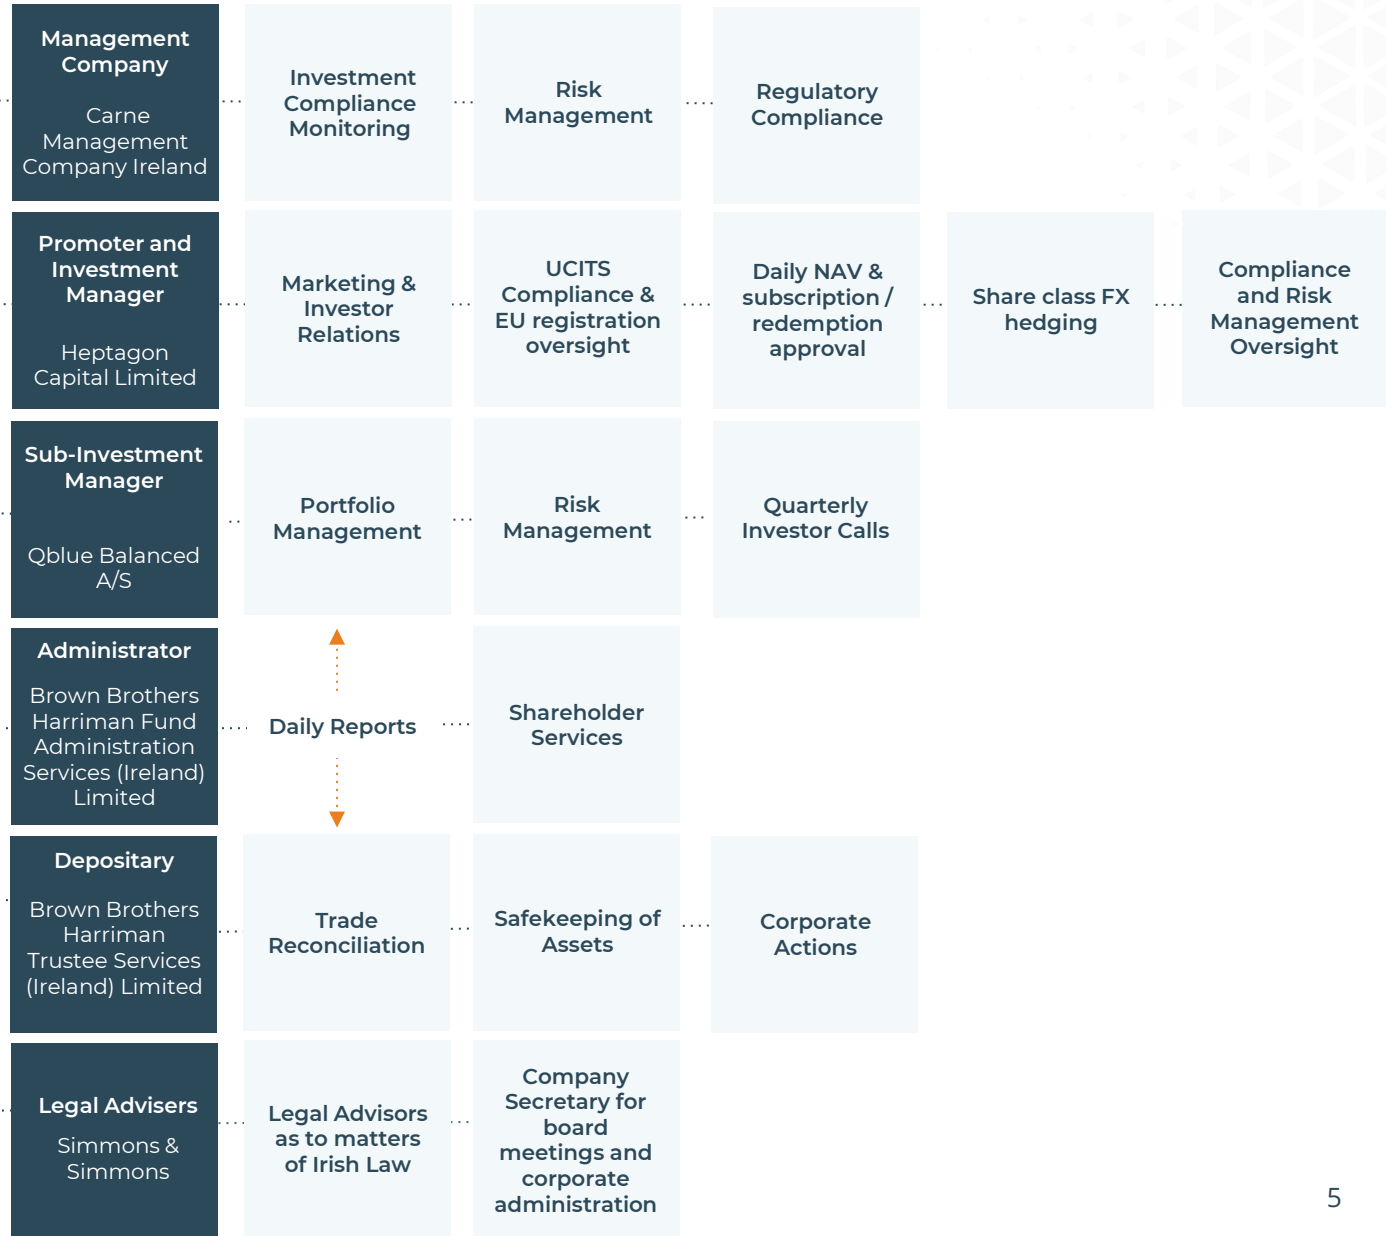 Management
Company
Carne
Management
Company Ireland
Investment
Compliance
Monitoring
Risk
Management
Regulatory
Compliance
Promoter and
Investment
Manager
Heptagon
Capital Limited
Marketing &
Investor
Relations
UCITS
Compliance &
EU registration
oversight
Daily NAV &
subscription /
redemption
approval
Share class FX
hedging
Compliance
and Risk
Management
Oversight
Sub-Investment
Manager
Qblue Balanced
A/S
Portfolio
Management
Risk
Management
Quarterly
Investor Calls
Administrator
Brown Brothers
Harriman Fund
Administration
Services (Ireland)
Limited
Daily Reports
Shareholder
Services
Depositary
Brown Brothers
Harriman
Trustee Services
(Ireland) Limited
Trade
Reconciliation
Safekeeping of
Assets
Corporate
Actions
Legal Advisers
Simmons &
Simmons
Legal Advisors
as to matters
of Irish Law
Company
Secretary for
board
meetings and
corporate
administration
5